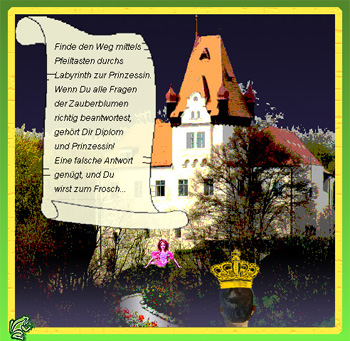 Finde den Weg mittels
Pfeiltasten durchs
Labyrinth zur Prinzessin.
Wenn Du alle Fragen
der Zauberblumen
richtig beantwortest,
gehört Dir Diplom
und Prinzessin!
Eine falsche Antwort
genügt, und Du
wirst zum Frosch...